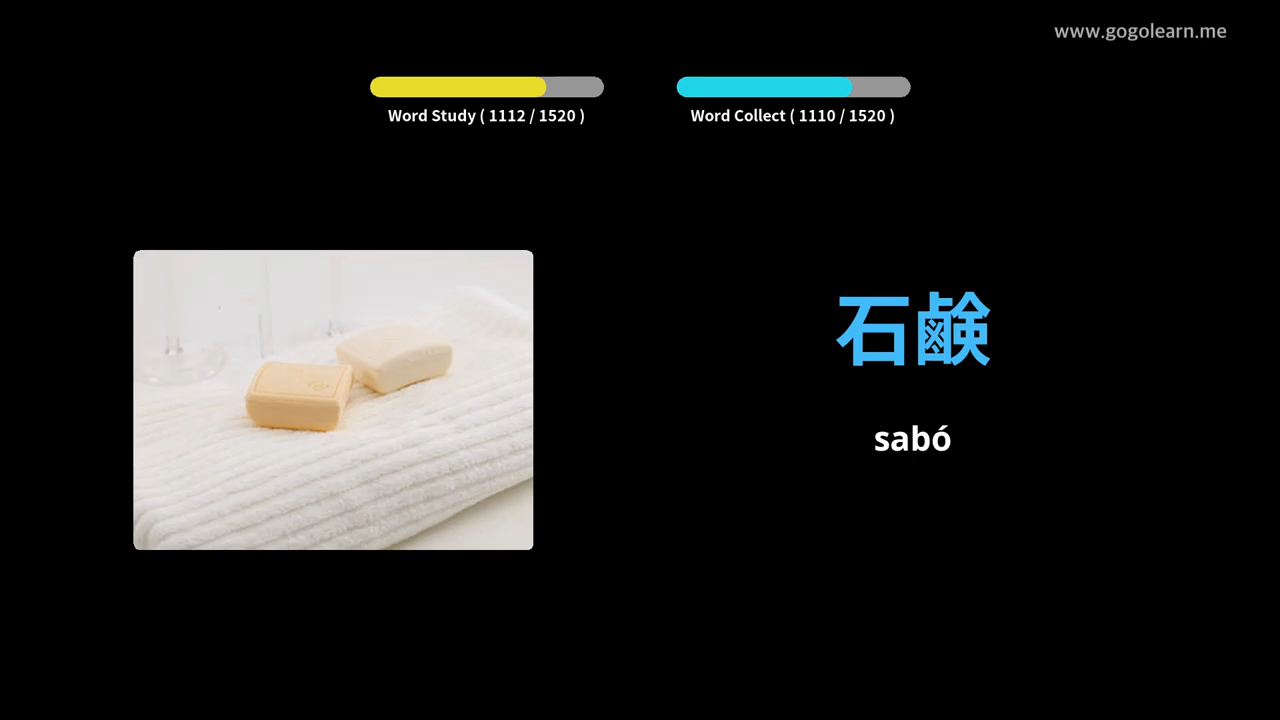 www.gogolearn.me
Word Study ( 1112 / 1520 )
Word Collect ( 1110 / 1520 )
石鹸
sabó